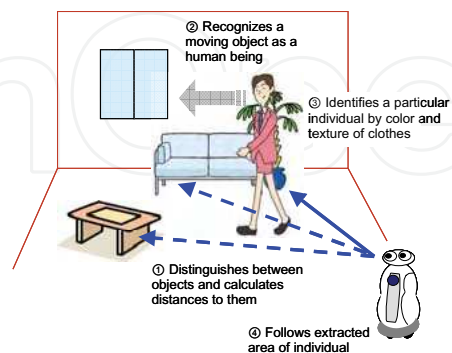 ② Recognizes a
moving object as a
human being
③ Identifies a particular
individual by color and
texture of clothes
① Distinguishes between
objects and calculates
distances to them
④ Follows extracted
area of individual